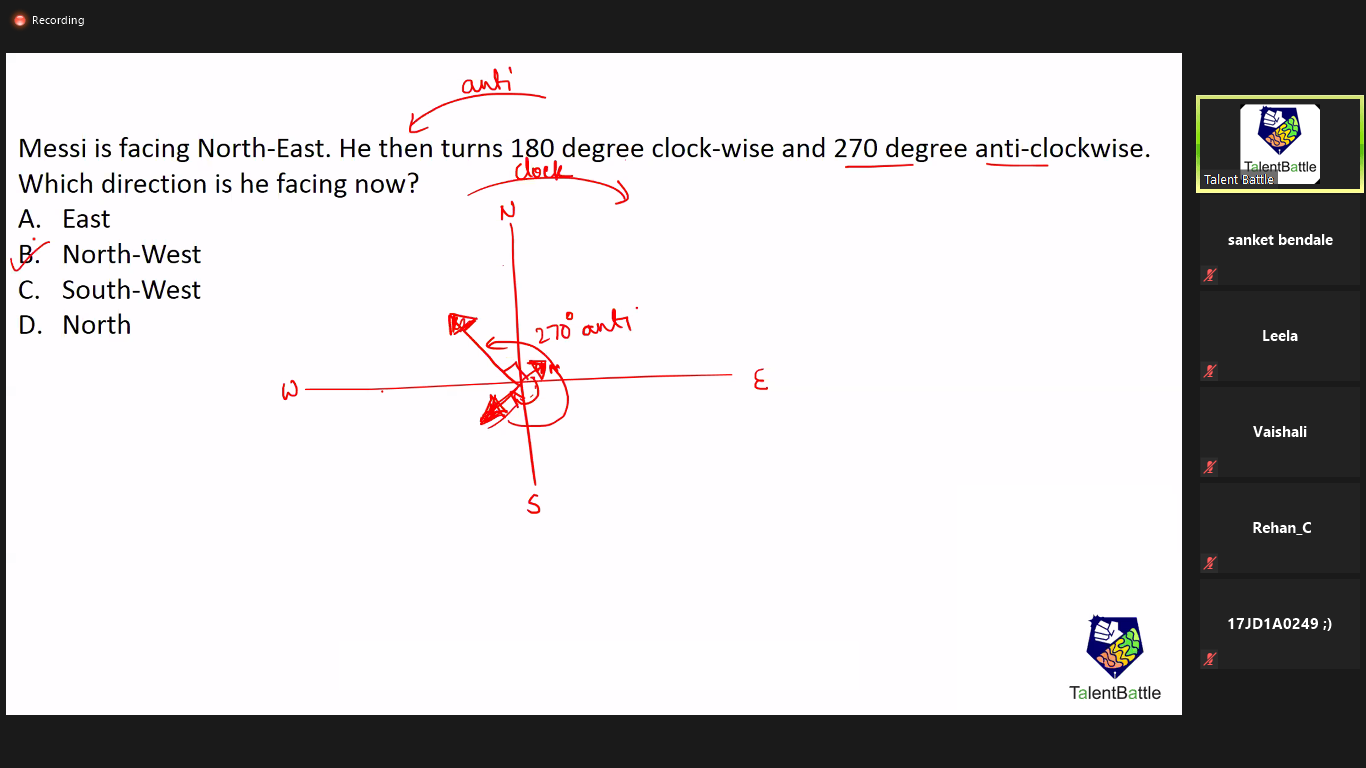 Recording
anti
Messi is facing North-East. He then turns 180 degree clock-wise and 270 degree anti-clockwise.
Which direction is he facing now?
clock
A. East
B. North-West
C. South-West
D. North
N
270° anti
W
E
S
TalentBattle
TalentBattle
Talent Battle
sanket bendale
Leela
Vaishali
Rehan_C
17JD1A0249 ;)